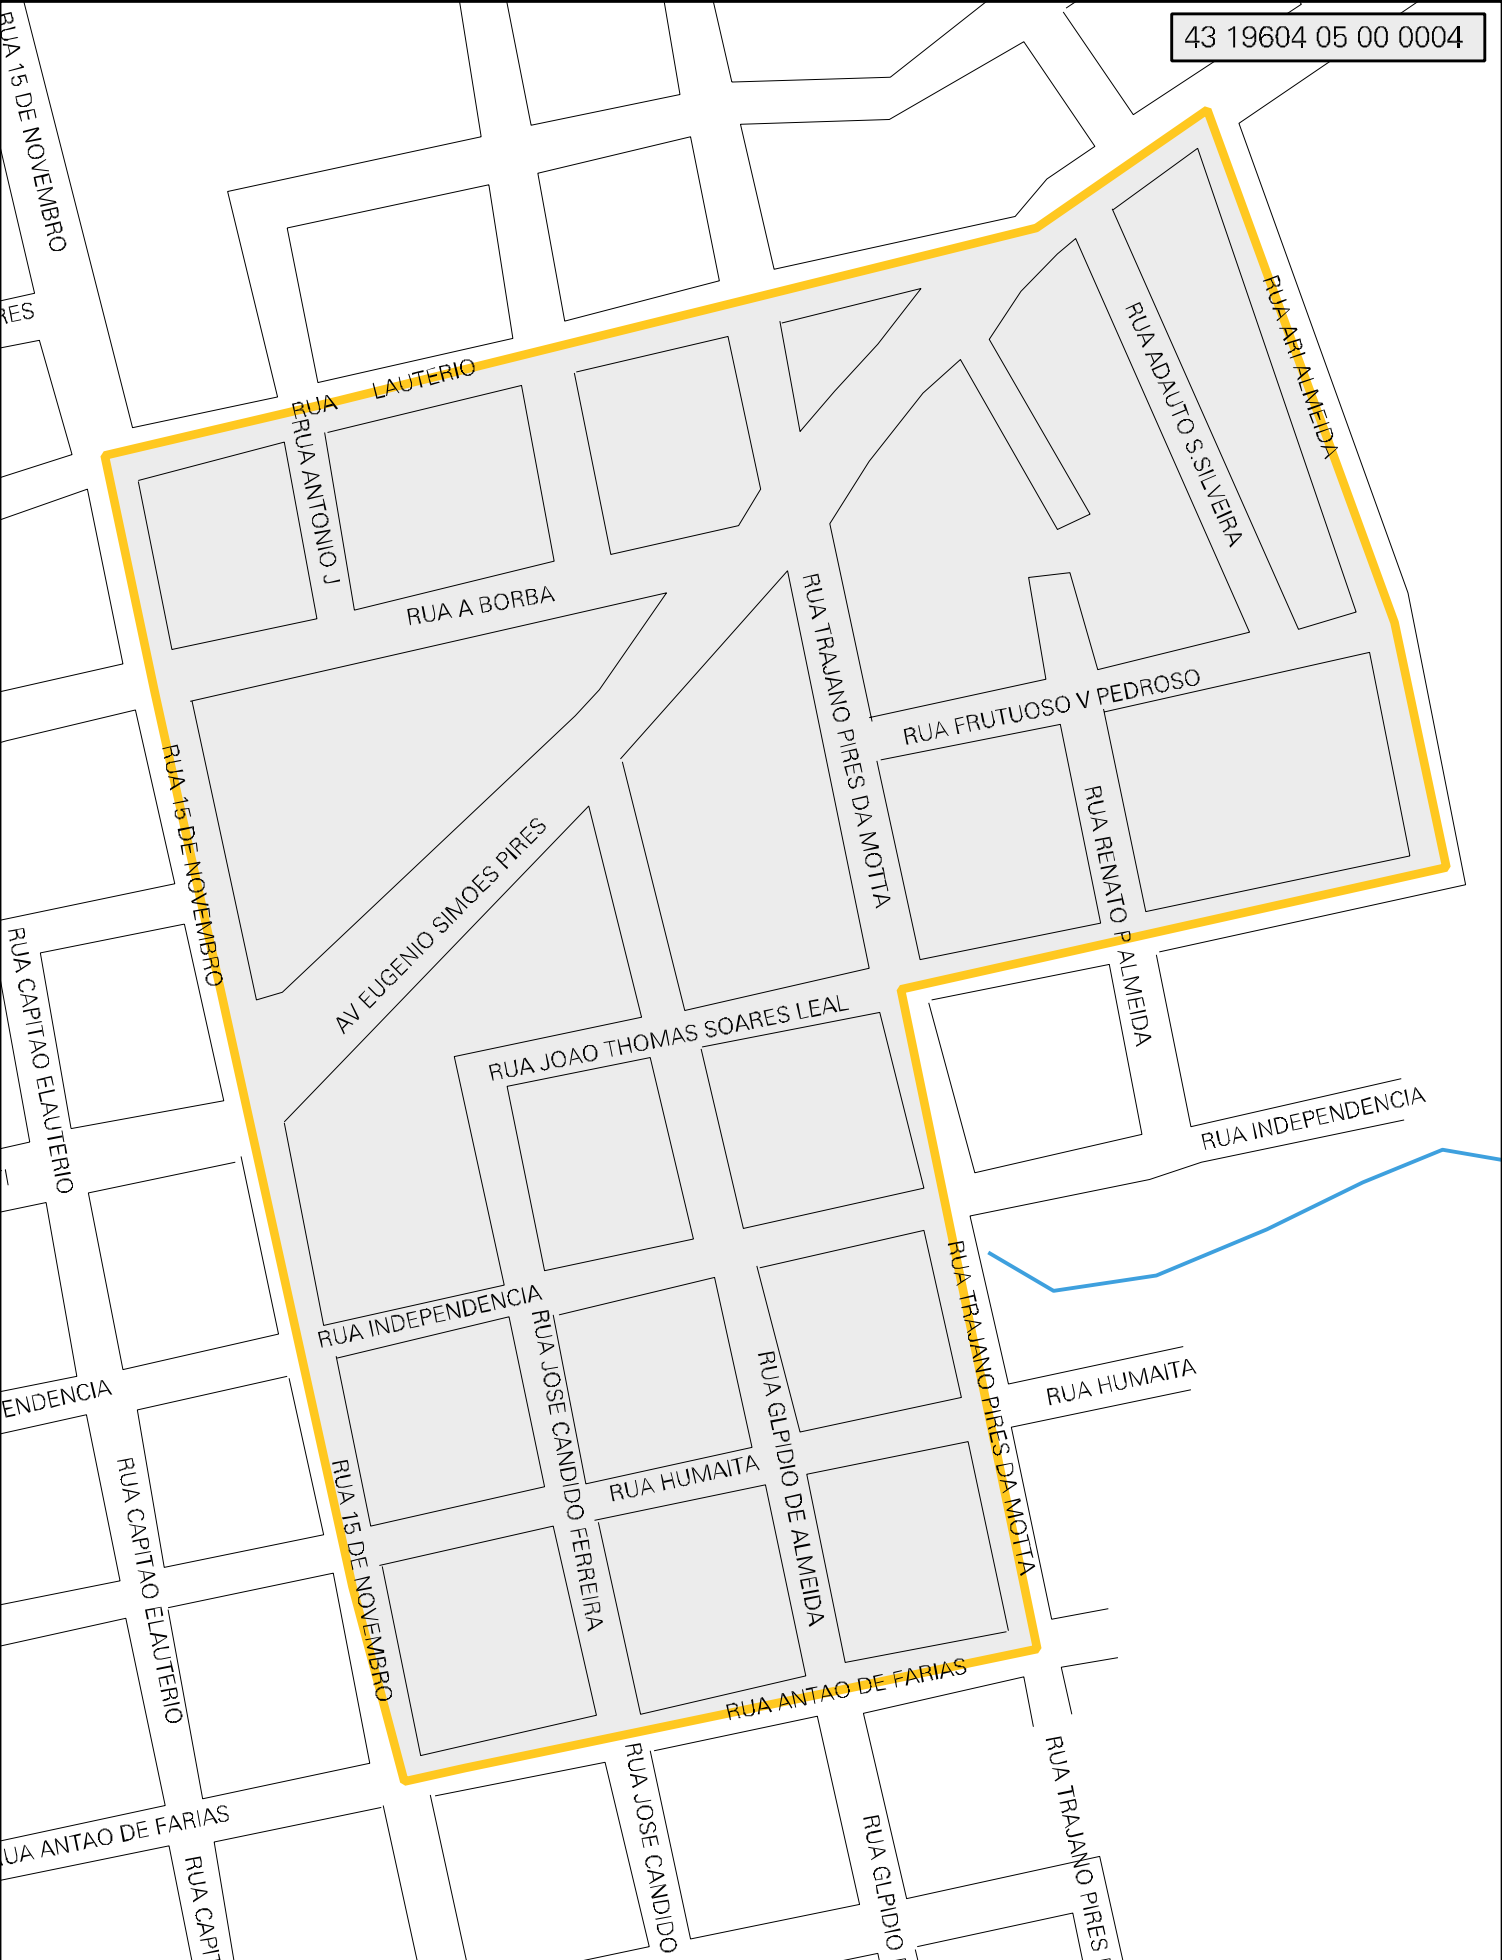 43 19604 05 00 0004
RUA 15 DE NOVEMBRO
RES
RUA ARI ALMEIDA
RUA ADAUTO S.SILVEIRA
RUA LAUTERIO
RUA ANTONIO J
RUA A BORBA
RUA TRAJANO PIRES DA MOTTA
RUA FRUTUOSO V PEDROSO
RUA 15 DE NOVEMBRO
RUA RENATO P ALMEIDA
AV EUGENIO SIMOES PIRES
RUA CAPITAO ELAUTERIO
RUA JOAO THOMAS SOARES LEAL
RUA INDEPENDENCIA
RUA TRAJANO PIRES DA MOTTA
RUA INDEPENDENCIA
RUA JOSE CANDIDO FERREIRA
RUA GLPIDIO DE ALMEIDA
RUA HUMAITA
ENDENCIA
RUA HUMAITA
RUA CAPITAO ELAUTERIO
RUA 15 DE NOVEMBRO
RUA ANTAO DE FARIAS
RUA JOSE CANDIDO
RUA TRAJANO PIRES
UA ANTAO DE FARIAS
RUA GLPIDIO
RUA CAPIT